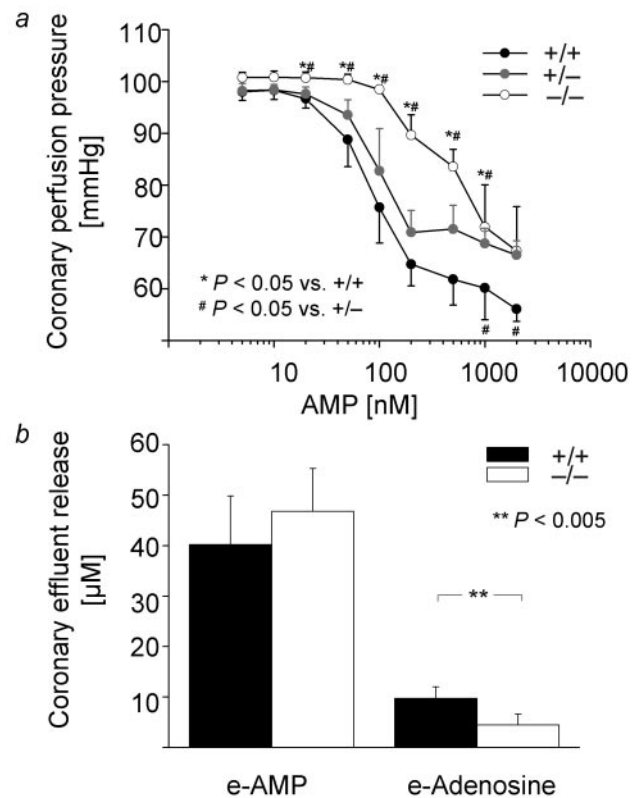 a
Coronary perfusion pressure
[mmHg]
110
100
90
80
70
60
*#
*#
*#
*#
*#
*#
+/+
+/–
–/–
* P < 0.05 vs. +/+
# P < 0.05 vs. +/–
#
#
10
100
1000
10000
AMP [nM]
b
Coronary effluent release
[µM]
60
50
40
30
20
10
+/+
–/–
** P < 0.005
**
e-AMP
e-Adenosine